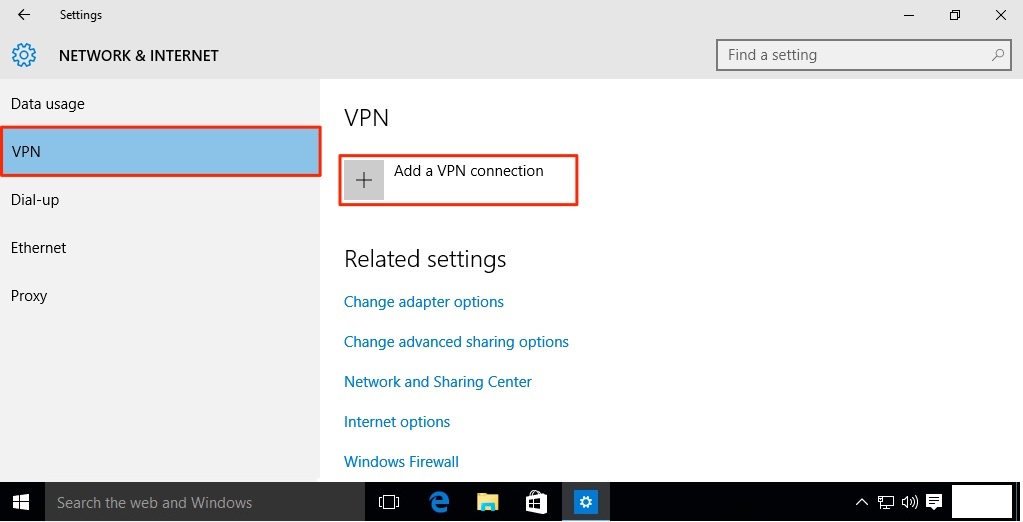 Settings
NETWORK & INTERNET
Find a setting
Data usage
VPN
Dial-up
Ethernet
Proxy
VPN
Add a VPN connection
Related settings
Change adapter options
Change advanced sharing options
Network and Sharing Center
Internet options
Windows Firewall
Search the web and Windows